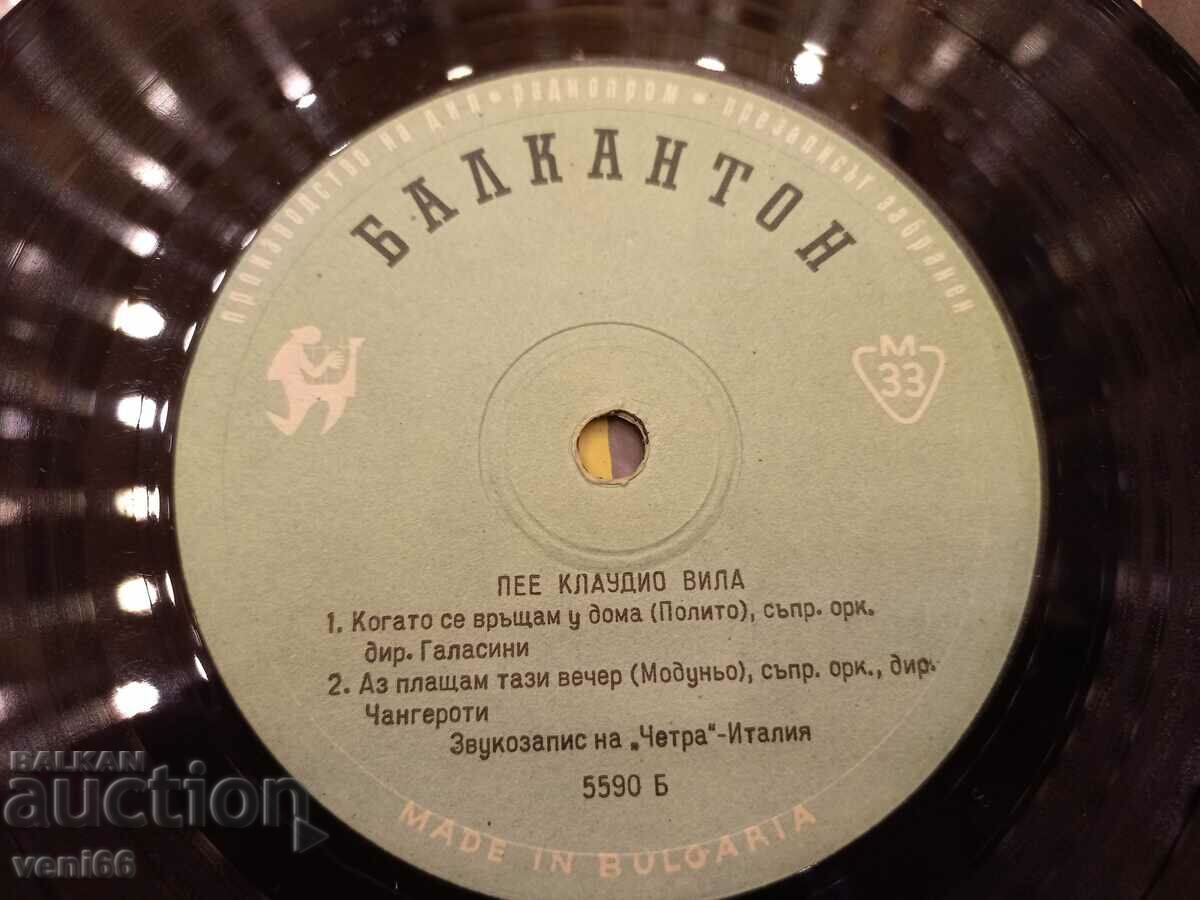 производство на дип • радиопром • презаписът забранен
БАЛКАНТОН
М
33
ПЕЕ КЛАУДИО ВИЛА
1. Когато се връщам у дома (Полито), съпр. орк.
дир. Галасини
2. Аз плащам тази вечер (Модуньо), съпр. орк., дир.
Чангероти
Звукозапис на „Четра"-Италия
5590 Б
MADE IN BULGARIA
BALKAN
auction
veni66